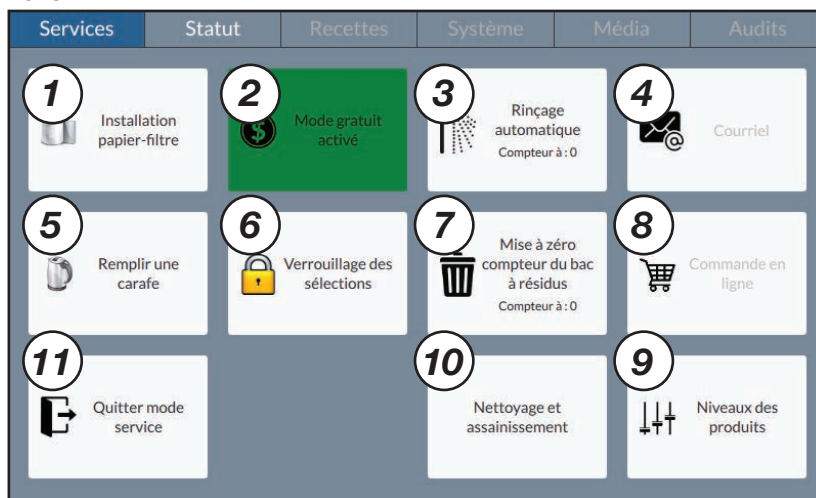 Services Statut Recettes Système Média Audits
1
Installation
papier-filtre
2
Mode gratuit
activé
3
Rinçage
automatique
Compteur à : 0
4
Courriel
5
Remplir une
carafe
6
Verrouillage des
sélections
7
Mise à zéro
compteur du bac
à résidus
Compteur à : 0
8
Commande en
ligne
11
Quitter mode
service
10
Nettoyage et
assainissement
9
Niveaux des
produits